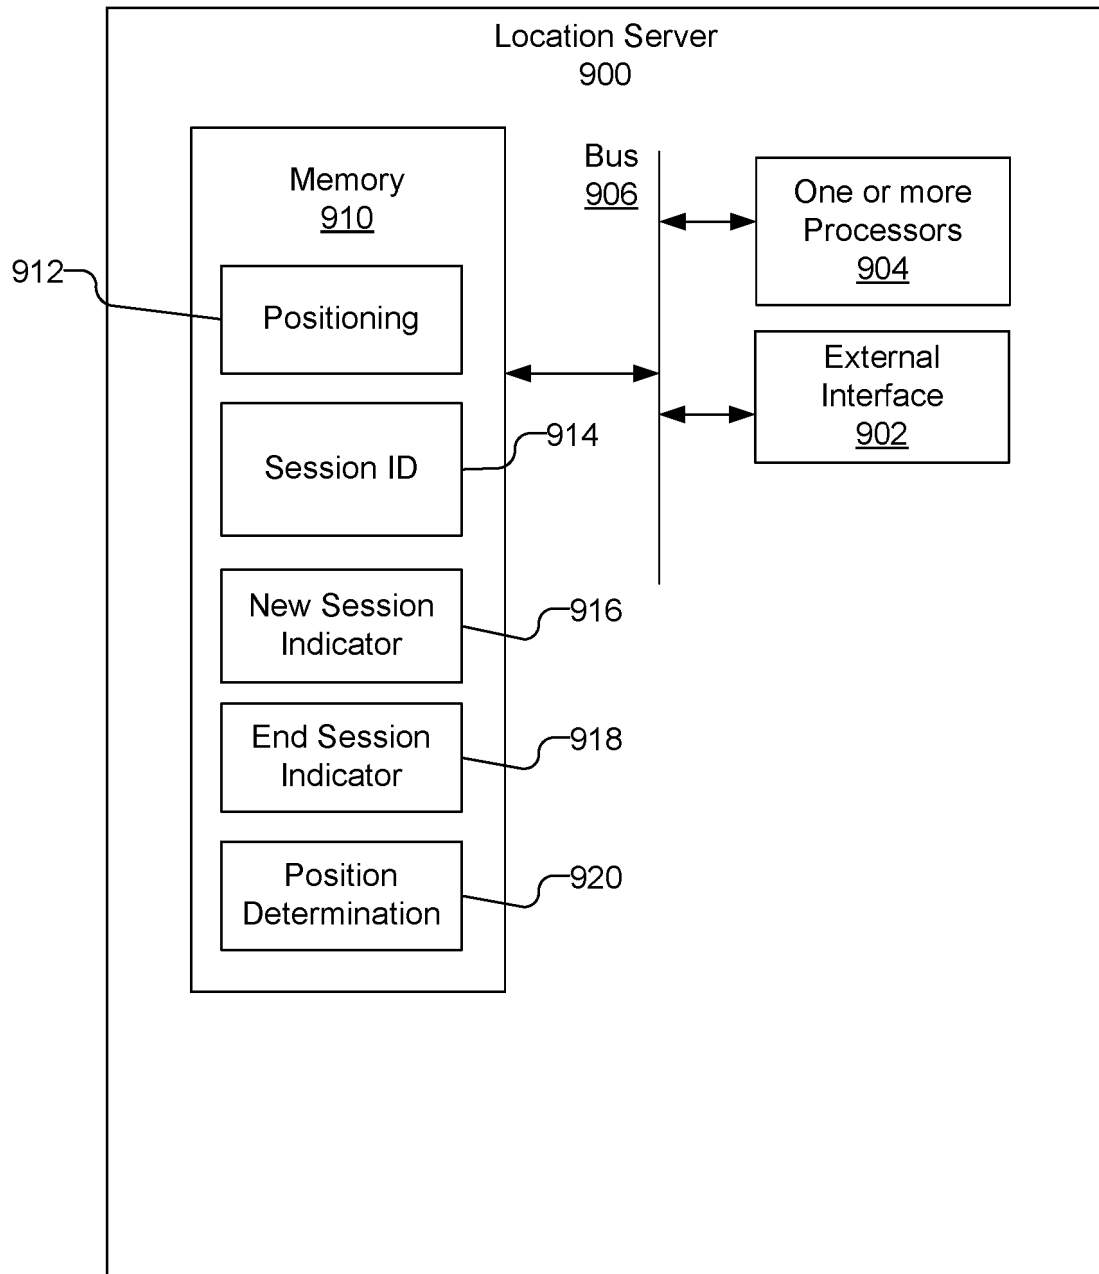 Location Server
900
Memory
910
912
Positioning
Session ID
914
New Session
Indicator
916
End Session
Indicator
918
Position
Determination
920
Bus
906
One or more
Processors
904
External
Interface
902